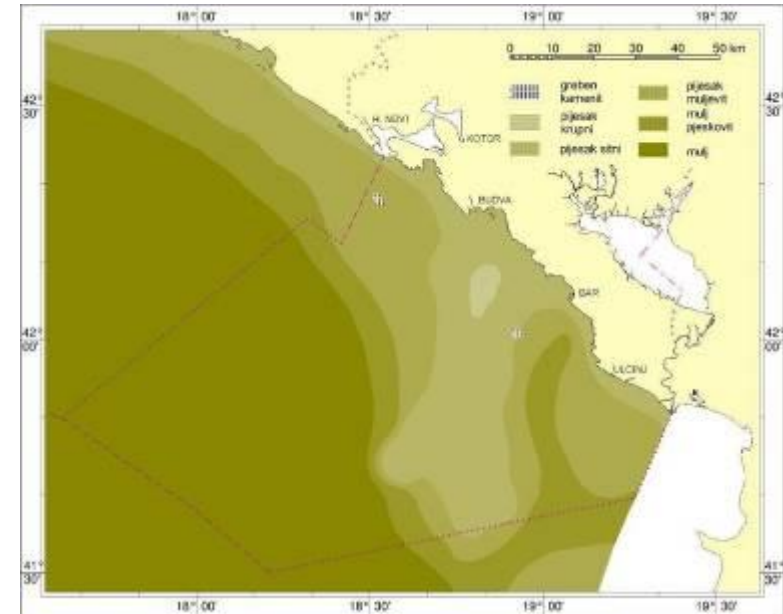 18° 00' 18° 30' 19° 00' 19° 30'
0 10 20 30 40 50 km
greben kamenit
pijesak krupni
pijesak sitni
pijesak muljevit
mulj pjeskovit
mulj
H. NOVI
KOTOR
BUDVA
BAR
ULCINJ
42° 30'
42° 00'
41° 30'
42° 30'
42° 00'
41° 30'
18° 00' 18° 30' 19° 00' 19° 30'